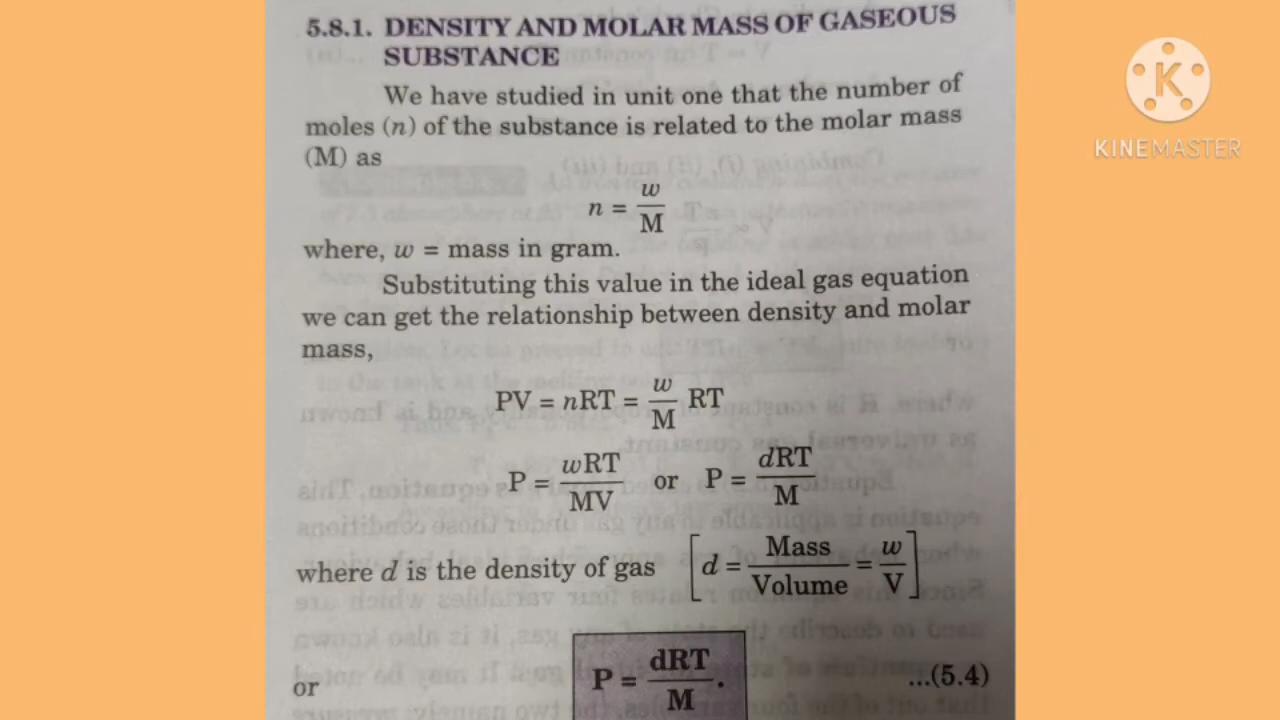 5.8.1. DENSITY AND MOLAR MASS OF GASEOUS
SUBSTANCE
We have studied in unit one that the number of
moles (n) of the substance is related to the molar mass
(M) as
n = w/M
where, w = mass in gram.
Substituting this value in the ideal gas equation
we can get the relationship between density and molar
mass,
PV = nRT = w/M RT
P = wRT/MV or P = dRT/M
where d is the density of gas [d = Mass/Volume = w/V]
or P = dRT/M. ...(5.4)
K
KINEMASTER